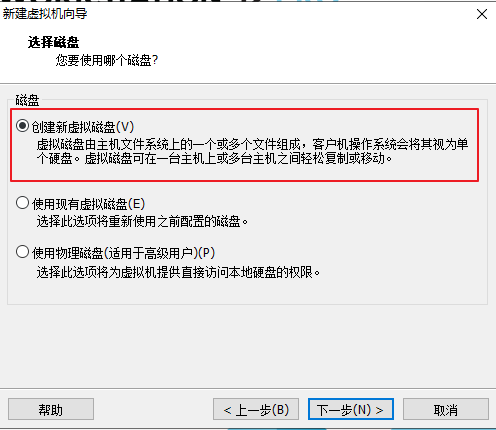 新建虚拟机向导
选择磁盘
您要使用哪个磁盘?
磁盘
创建新虚拟磁盘(V)
虚拟磁盘由主机文件系统上的一个或多个文件组成，客户机操作系统会将其视为单
个硬盘。虚拟磁盘可在一台主机上或多台主机之间轻松复制或移动。
使用现有虚拟磁盘(E)
选择此选项将重新使用之前配置的磁盘。
使用物理磁盘(适用于高级用户)(P)
选择此选项将为虚拟机提供直接访问本地硬盘的权限。
帮助
< 上一步(B)
下一步(N) >
取消